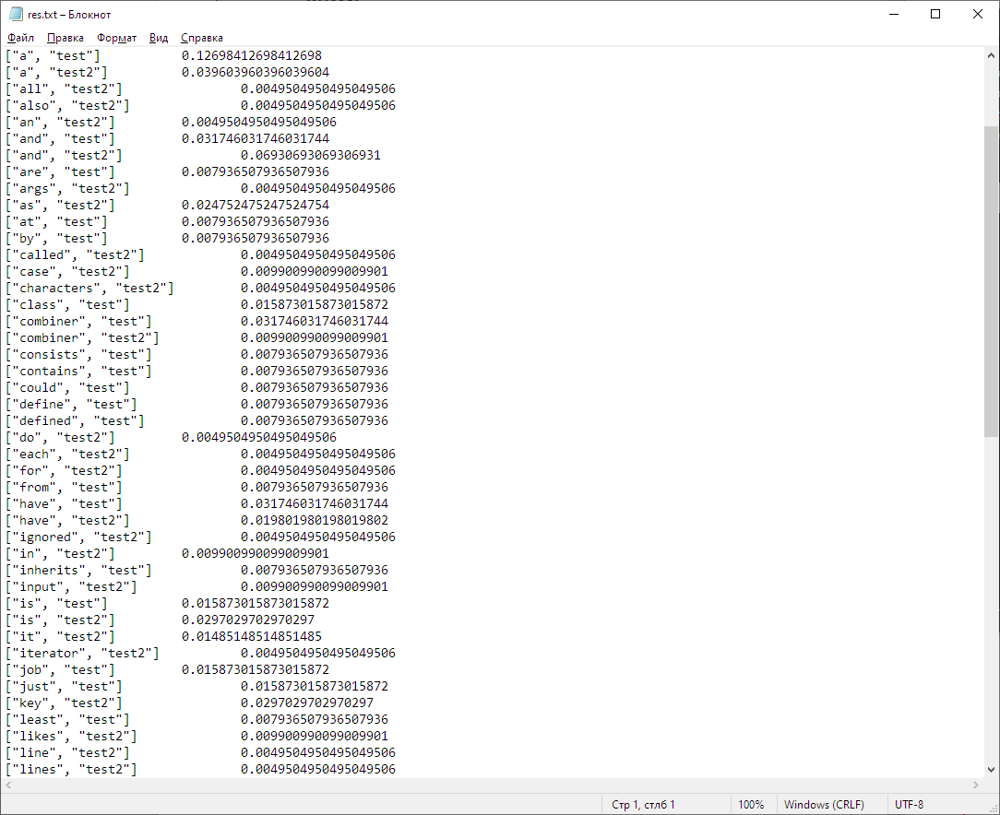 res.txt – Блокнот
Файл Правка Формат Вид Справка
["a", "test"] 0.12698412698412698
["a", "test2"] 0.039603960396039604
["all", "test2"] 0.0049504950495049506
["also", "test2"] 0.0049504950495049506
["an", "test2"] 0.0049504950495049506
["and", "test"] 0.031746031746031744
["and", "test2"] 0.06930693069306931
["are", "test"] 0.007936507936507936
["args", "test2"] 0.0049504950495049506
["as", "test2"] 0.024752475247524754
["at", "test"] 0.007936507936507936
["by", "test"] 0.007936507936507936
["called", "test2"] 0.0049504950495049506
["case", "test2"] 0.009900990099009901
["characters", "test2"] 0.0049504950495049506
["class", "test"] 0.015873015873015872
["combiner", "test"] 0.031746031746031744
["combiner", "test2"] 0.009900990099009901
["consists", "test"] 0.007936507936507936
["contains", "test"] 0.007936507936507936
["could", "test"] 0.007936507936507936
["define", "test"] 0.007936507936507936
["defined", "test"] 0.007936507936507936
["do", "test2"] 0.0049504950495049506
["each", "test2"] 0.0049504950495049506
["for", "test2"] 0.0049504950495049506
["from", "test"] 0.007936507936507936
["have", "test"] 0.031746031746031744
["have", "test2"] 0.019801980198019802
["ignored", "test2"] 0.0049504950495049506
["in", "test2"] 0.009900990099009901
["inherits", "test"] 0.007936507936507936
["input", "test2"] 0.009900990099009901
["is", "test"] 0.015873015873015872
["is", "test2"] 0.0297029702970297
["it", "test2"] 0.01485148514851485
["iterator", "test2"] 0.0049504950495049506
["job", "test"] 0.015873015873015872
["just", "test"] 0.015873015873015872
["key", "test2"] 0.0297029702970297
["least", "test"] 0.007936507936507936
["likes", "test2"] 0.009900990099009901
["line", "test2"] 0.0049504950495049506
["lines", "test2"] 0.0049504950495049506
Стр 1, стлб 1 100% Windows (CRLF) UTF-8